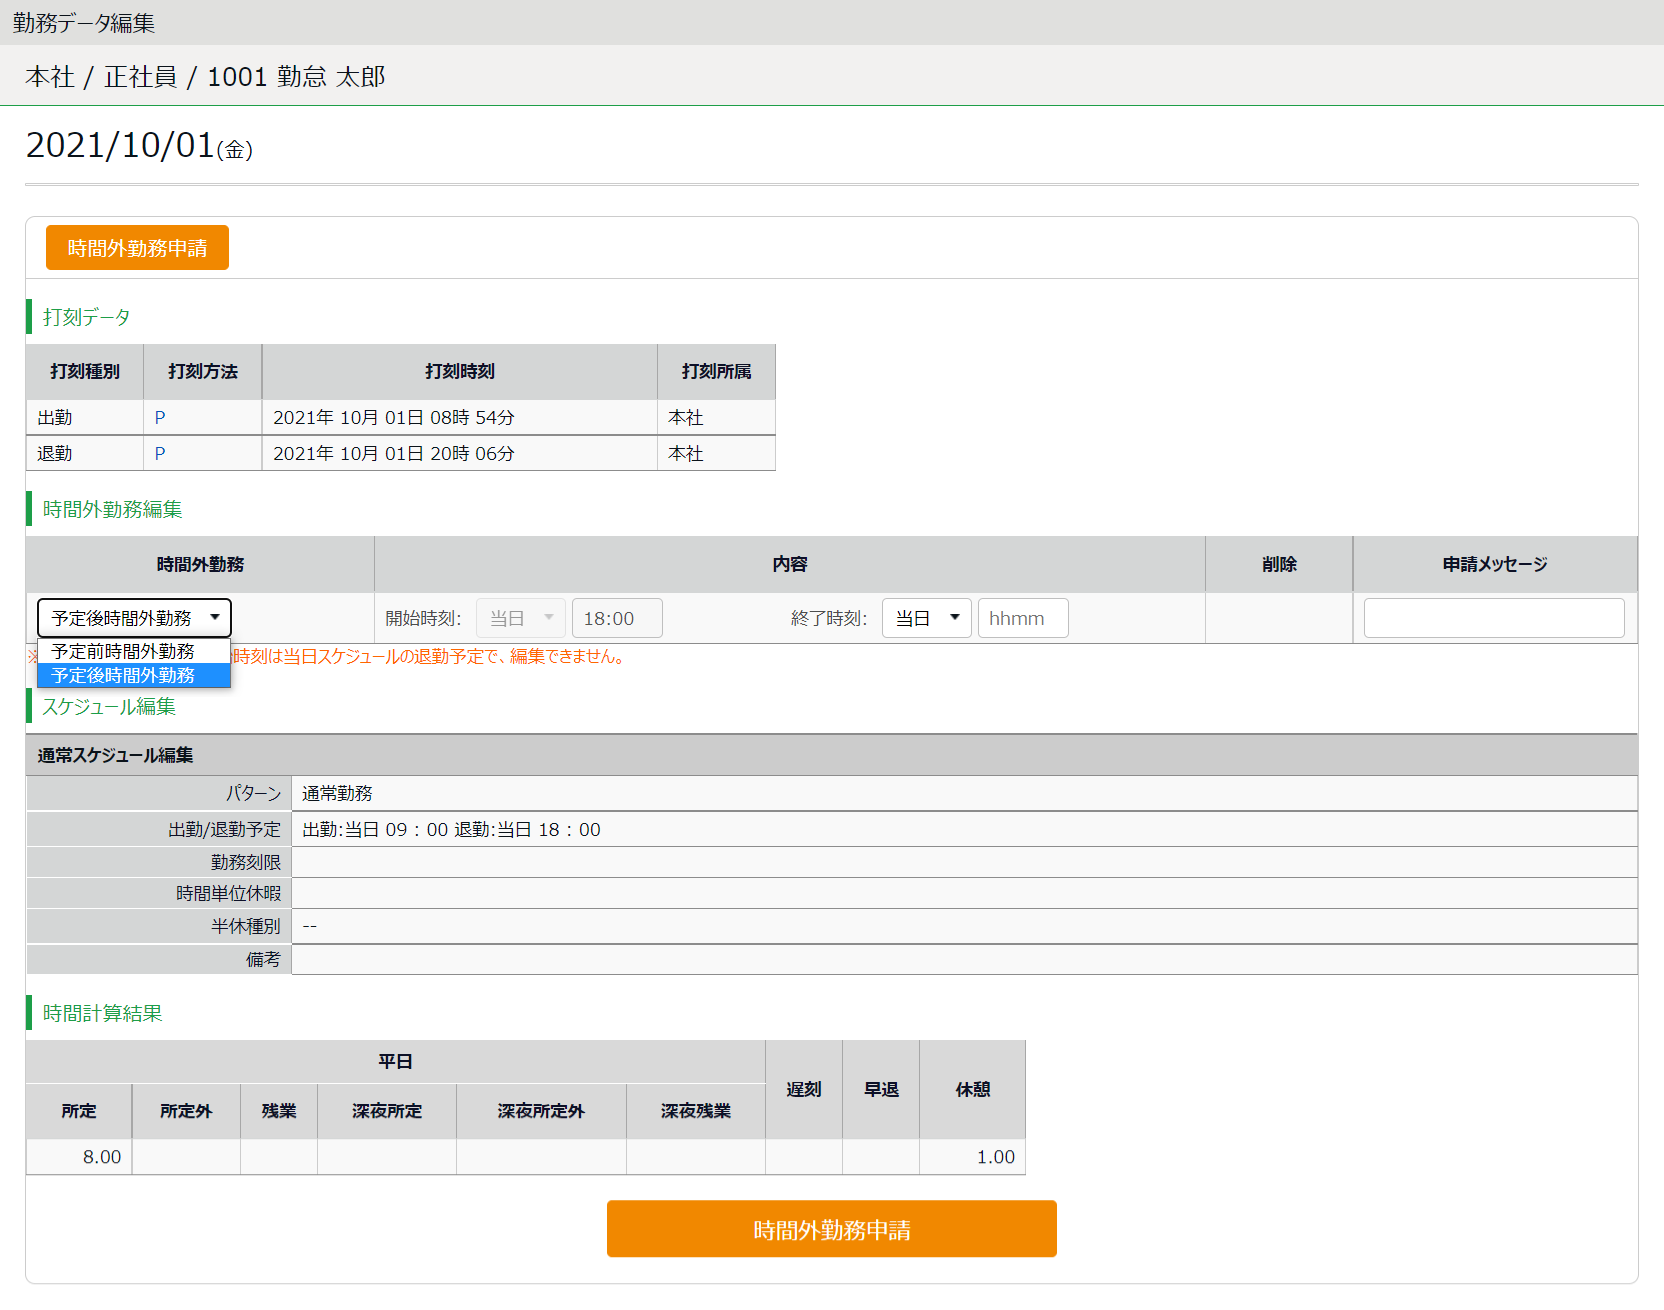 勤務データ編集
本社 / 正社員 / 1001 勤怠 太郎
2021/10/01(金)
時間外勤務申請
打刻データ
打刻種別 打刻方法 打刻時刻 打刻所属
出勤 P 2021年 10月 01日 08時 54分 本社
退勤 P 2021年 10月 01日 20時 06分 本社
時間外勤務編集
時間外勤務 内容 削除 申請メッセージ
予定後時間外勤務 開始時刻: 当日 18:00 終了時刻: 当日 hhmm
予定前時間外勤務
※ 時刻は当日スケジュールの退勤予定で、編集できません。
予定後時間外勤務
スケジュール編集
通常スケジュール編集
パターン 通常勤務
出勤/退勤予定 出勤:当日 09 : 00 退勤:当日 18 : 00
勤務刻限
時間単位休暇
半休種別 --
備考
時間計算結果
平日 遅刻 早退 休憩
所定 所定外 残業 深夜所定 深夜所定外 深夜残業
8.00 1.00
時間外勤務申請